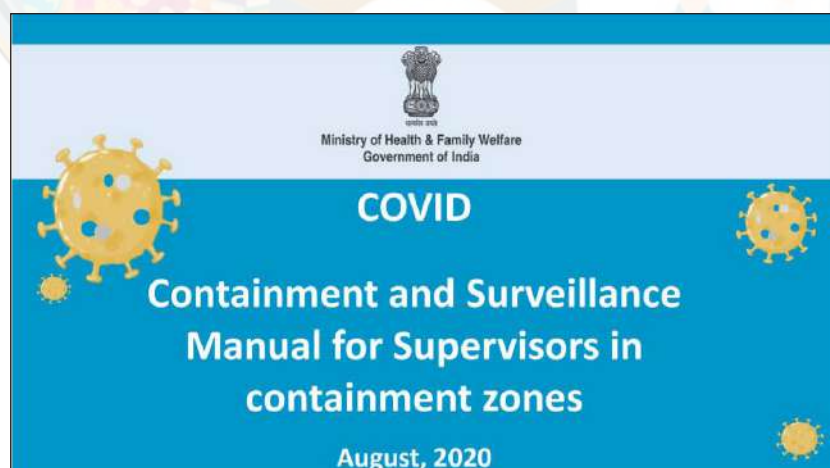 Ministry of Health & Family Welfare
Government of India
COVID
Containment and Surveillance
Manual for Supervisors in
containment zones
August, 2020